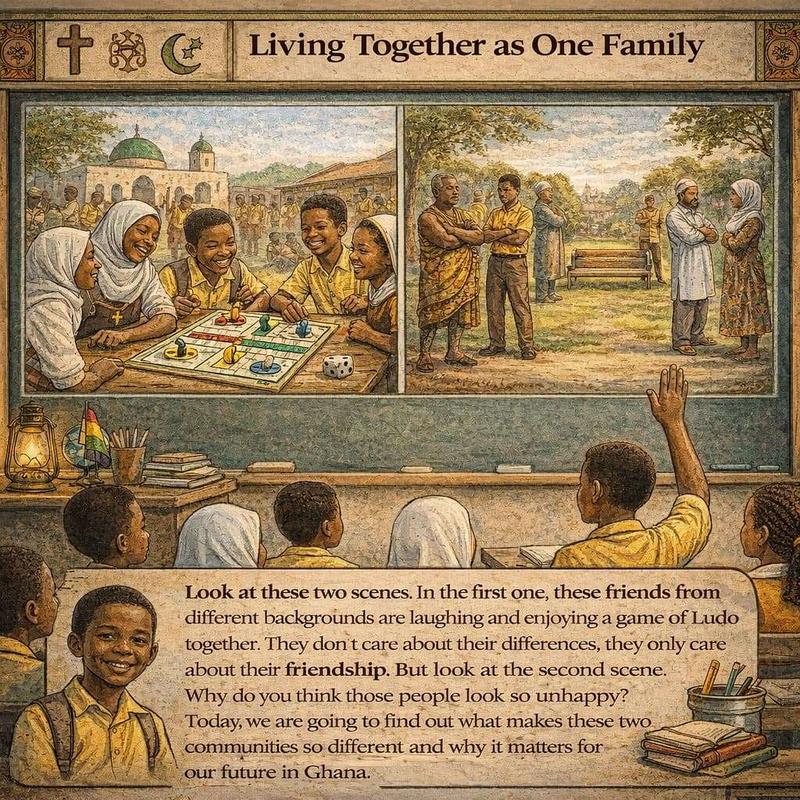 Living Together as One Family
Look at these two scenes. In the first one, these friends from
different backgrounds are laughing and enjoying a game of Ludo
together. They don't care about their differences, they only care
about their friendship. But look at the second scene.
Why do you think those people look so unhappy?
Today, we are going to find out what makes these two
communities so different and why it matters for
our future in Ghana.